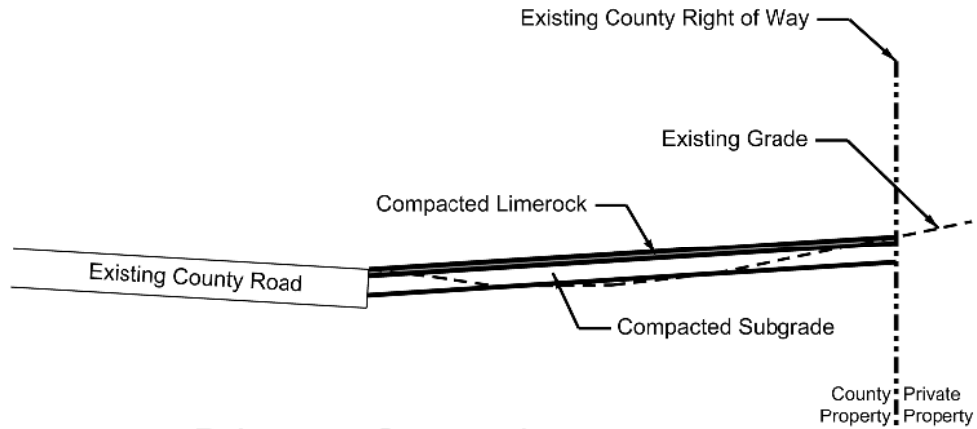 Existing County Right of Way
Existing Grade
Compacted Limerock
Existing County Road
Compacted Subgrade
County Private
Property Property